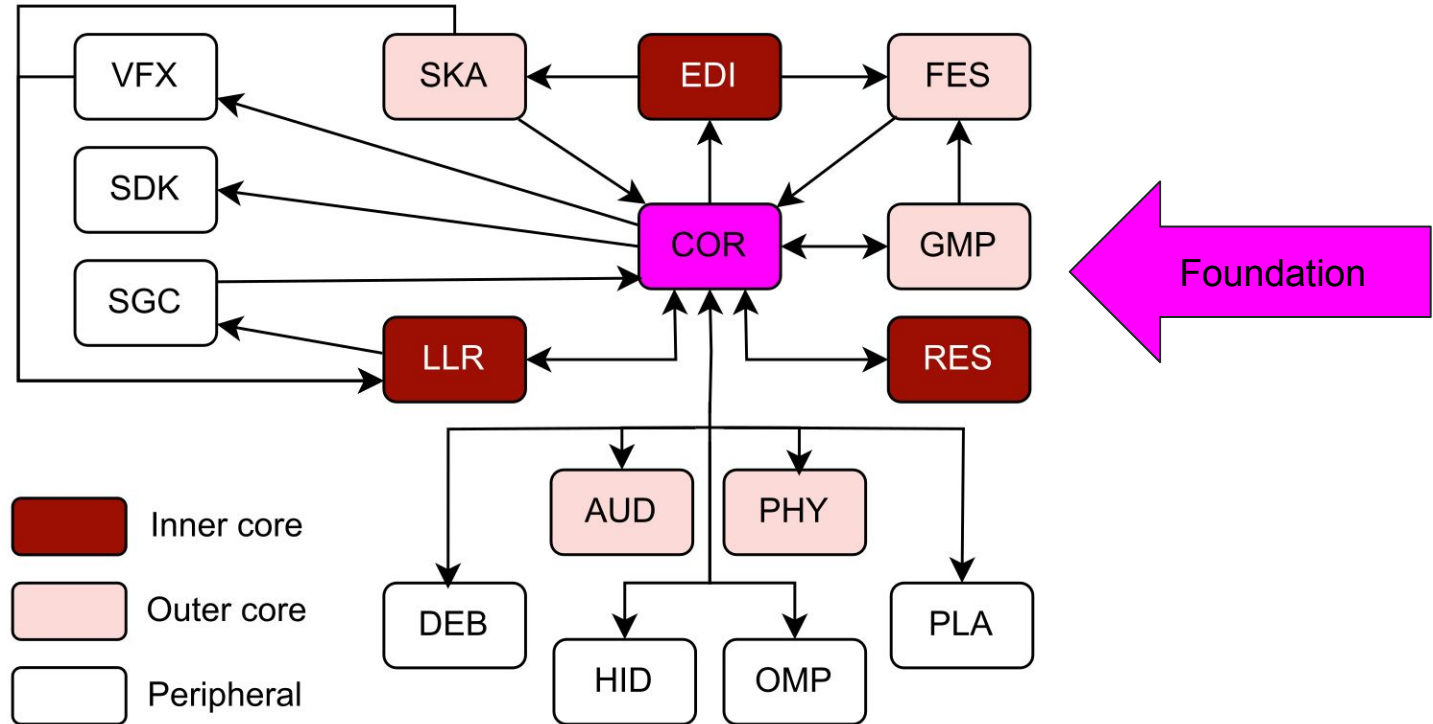 VFX
SKA
EDI
FES
SDK
COR
GMP
Foundation
SGC
LLR
RES
AUD
PHY
Inner core
Outer core
DEB
PLA
HID
OMP
Peripheral